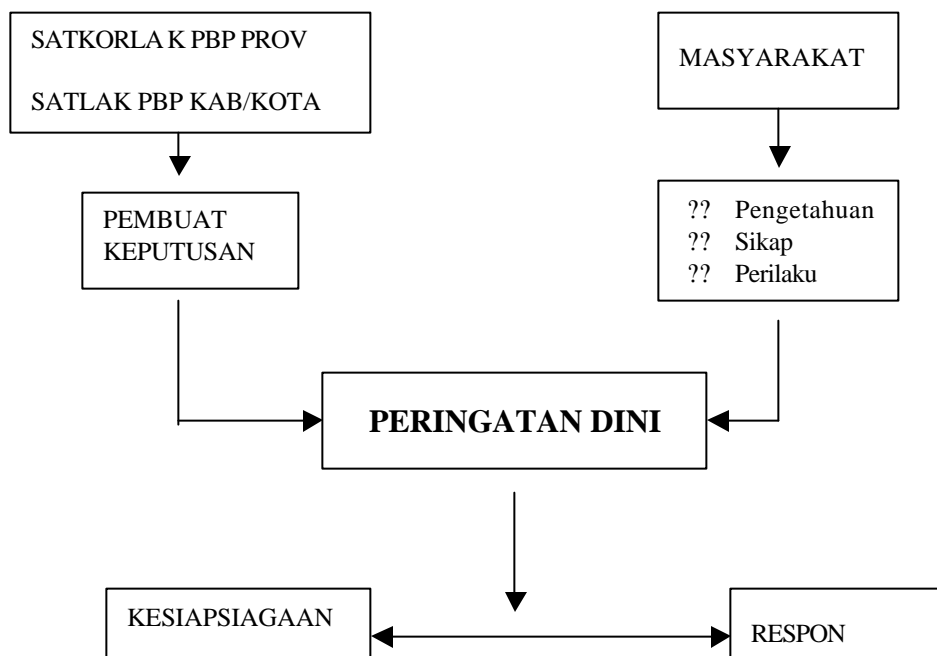 SATKORLA K PBP PROV
SATLAK PBP KAB/KOTA
MASYARAKAT
PEMBUAT
KEPUTUSAN
?? Pengetahuan
?? Sikap
?? Perilaku
PERINGATAN DINI
KESIAPSIAGAAN
RESPON